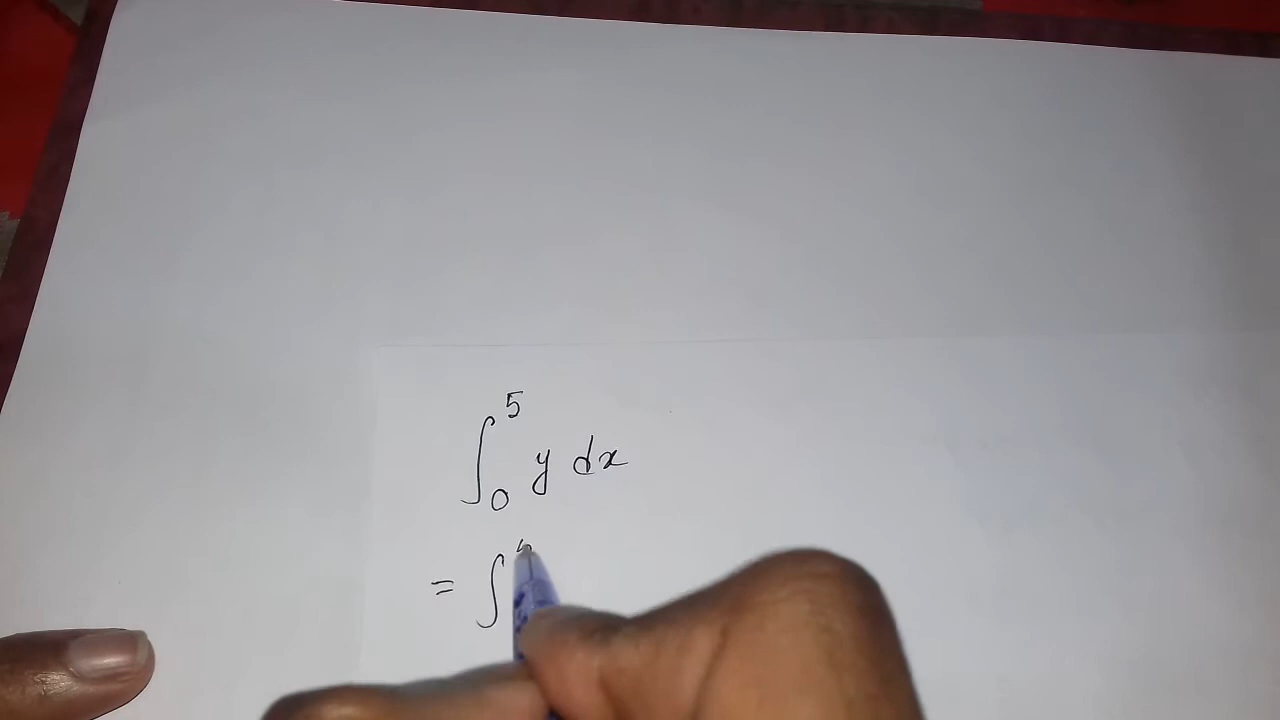 ∫₀⁵ y dx
= ∫